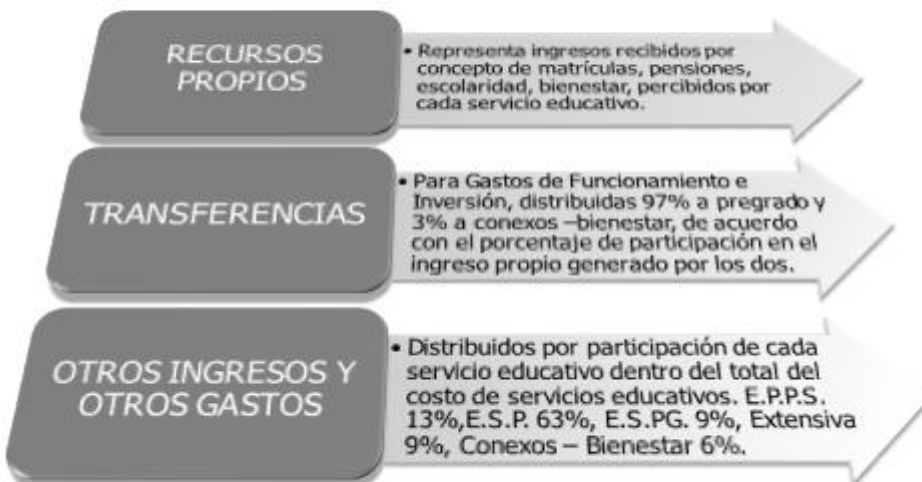 RECURSOS
PROPIOS
• Representa ingresos recibidos por
concepto de matrículas, pensiones,
escolaridad, bienestar, percibidos por
cada servicio educativo.
TRANSFERENCIAS
• Para Gastos de Funcionamiento e
Inversión, distribuidas 97% a pregrado y
3% a conexos –bienestar, de acuerdo
con el porcentaje de participación en el
ingreso propio generado por los dos.
OTROS INGRESOS Y
OTROS GASTOS
• Distribuidos por participación de cada
servicio educativo dentro del total del
costo de servicios educativos. E.P.P.S.
13%,E.S.P. 63%, E.S.PG. 9%, Extensiva
9%, Conexos – Bienestar 6%.